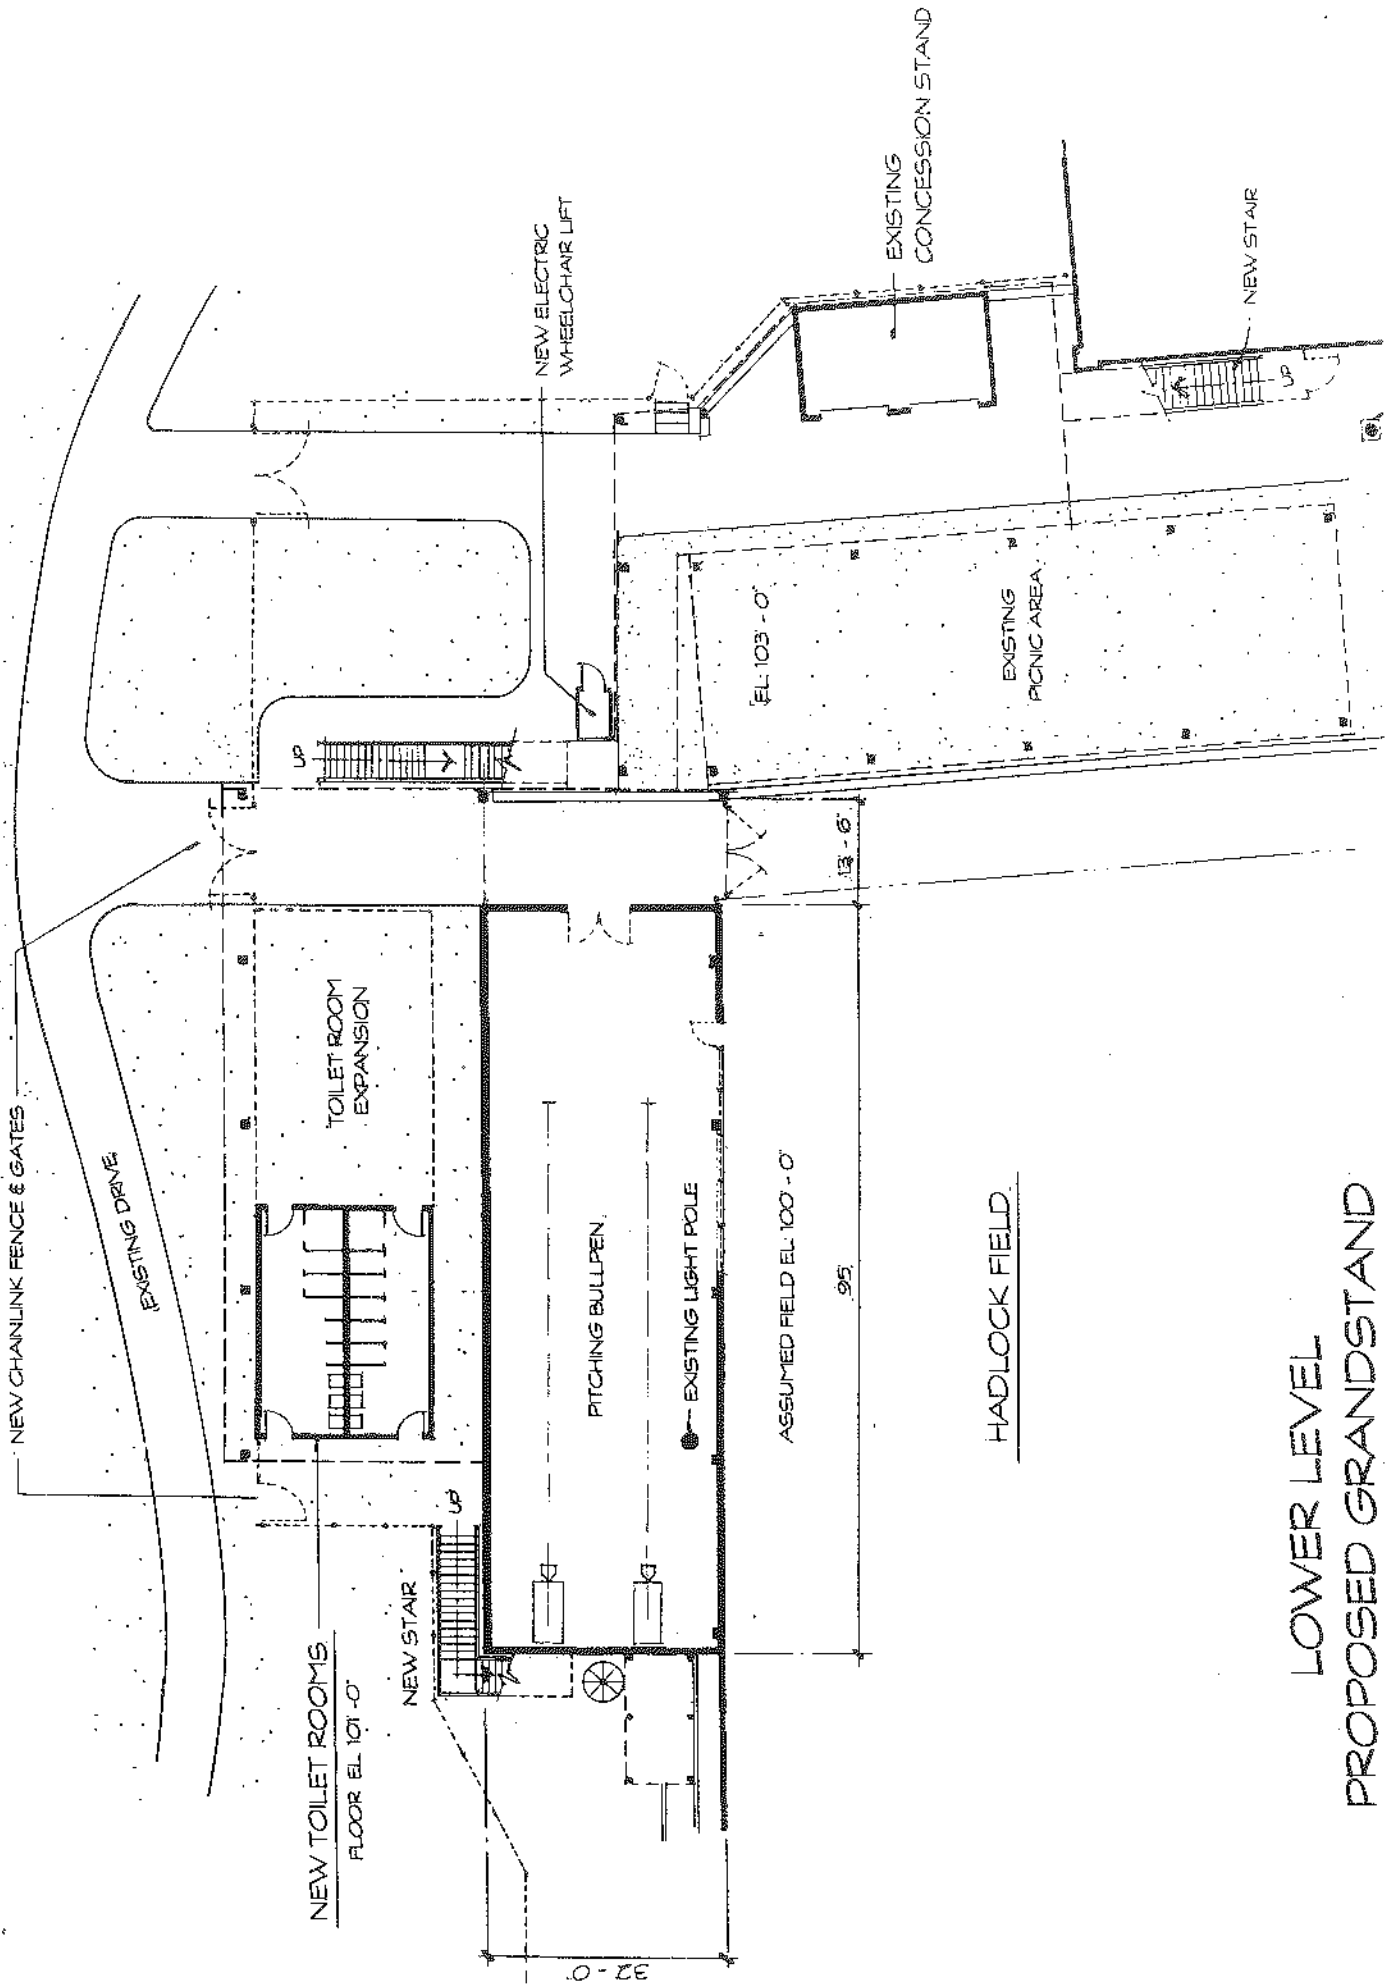 NEW CHAINLINK FENCE & GATES
EXISTING DRIVE
NEW TOILET ROOMS
FLOOR EL 101'-0"
NEW STAIR
UP
TOILET ROOM
EXPANSION
UP
NEW ELECTRIC
WHEELCHAIR LIFT
PITCHING BULLPEN
EXISTING LIGHT POLE
32'-0"
ASSUMED FIELD EL 100'-0"
95'
13'-6"
EL 103'-0"
EXISTING
PICNIC AREA
EXISTING
CONCESSION STAND
UP
NEW STAIR
HADLOCK FIELD
LOWER LEVEL
PROPOSED GRANDSTAND